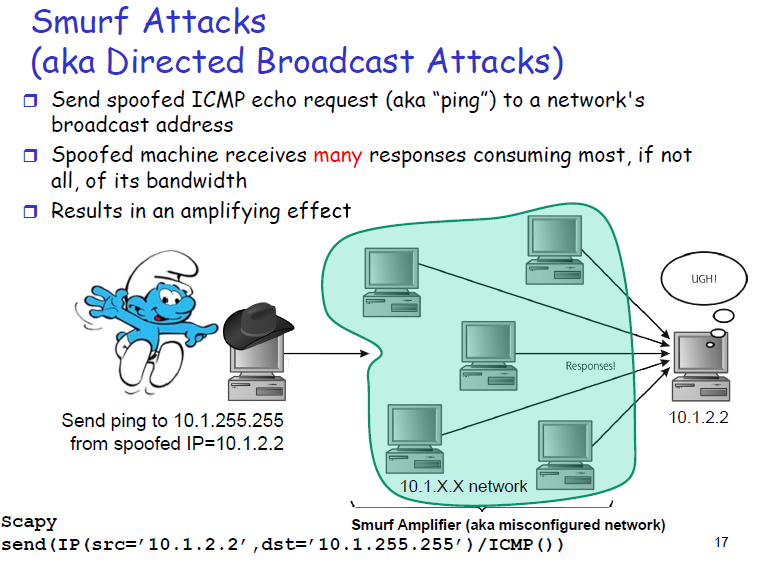 Smurf Attacks
(aka Directed Broadcast Attacks)
Send spoofed ICMP echo request (aka “ping”) to a network's
broadcast address
Spoofed machine receives many responses consuming most, if not
all, of its bandwidth
Results in an amplifying effect
UGH!
Responses!
10.1.2.2
Send ping to 10.1.255.255
from spoofed IP=10.1.2.2
10.1.X.X network
Smurf Amplifier (aka misconfigured network)
Scapy
send(IP(src=’10.1.2.2’,dst=’10.1.255.255’)/ICMP())
17